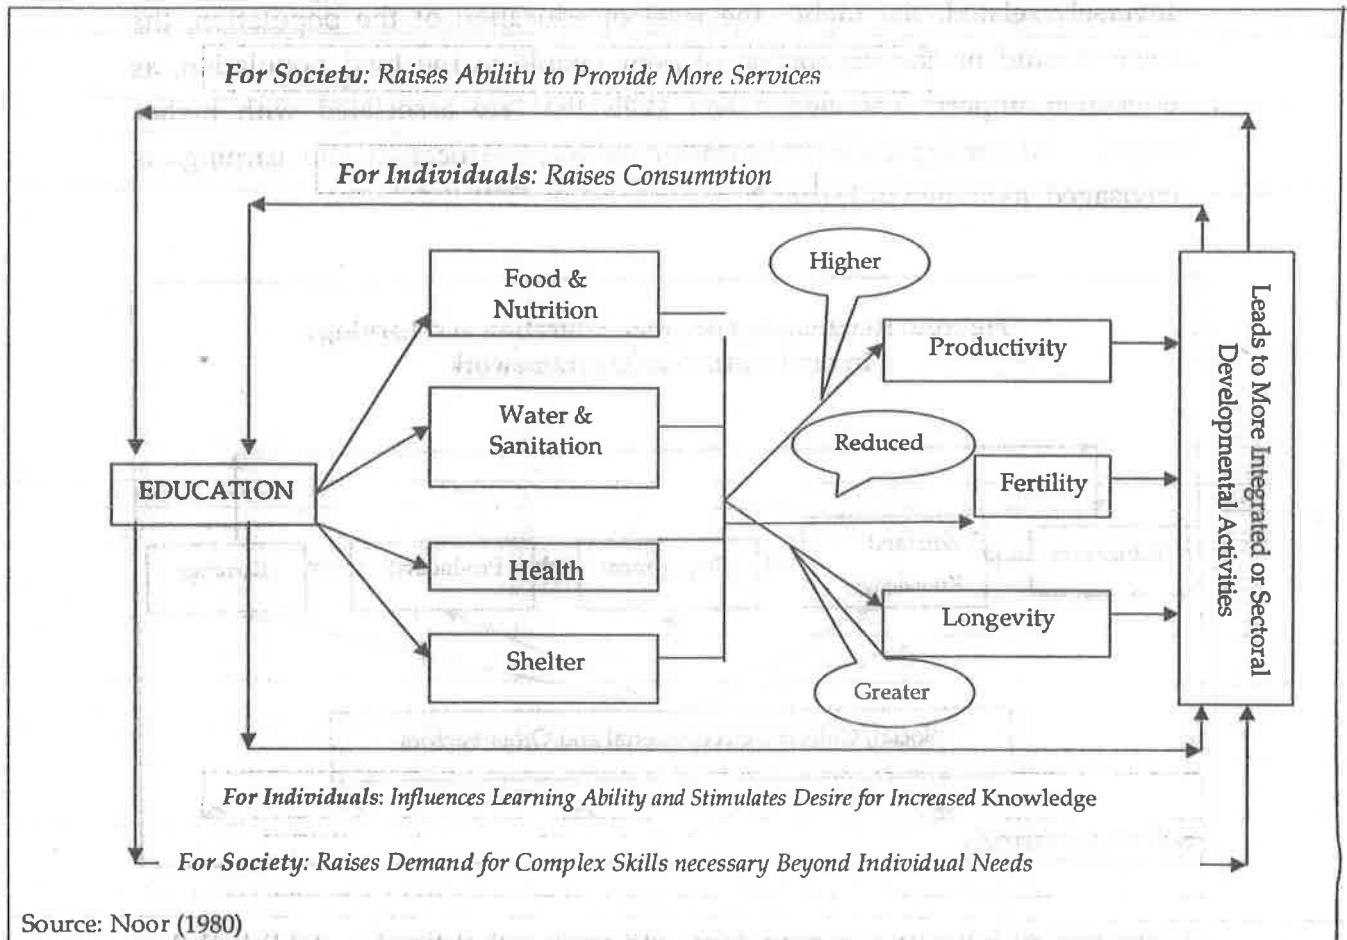 For Society: Raises Ability to Provide More Services
For Individuals: Raises Consumption
Food &
Nutrition
Water &
Sanitation
EDUCATION
Health
Shelter
Higher
Productivity
Reduced
Fertility
Longevity
Greater
Leads to More Integrated or Sectoral
Developmental Activities
For Individuals: Influences Learning Ability and Stimulates Desire for Increased Knowledge
For Society: Raises Demand for Complex Skills necessary Beyond Individual Needs
Source: Noor (1980)